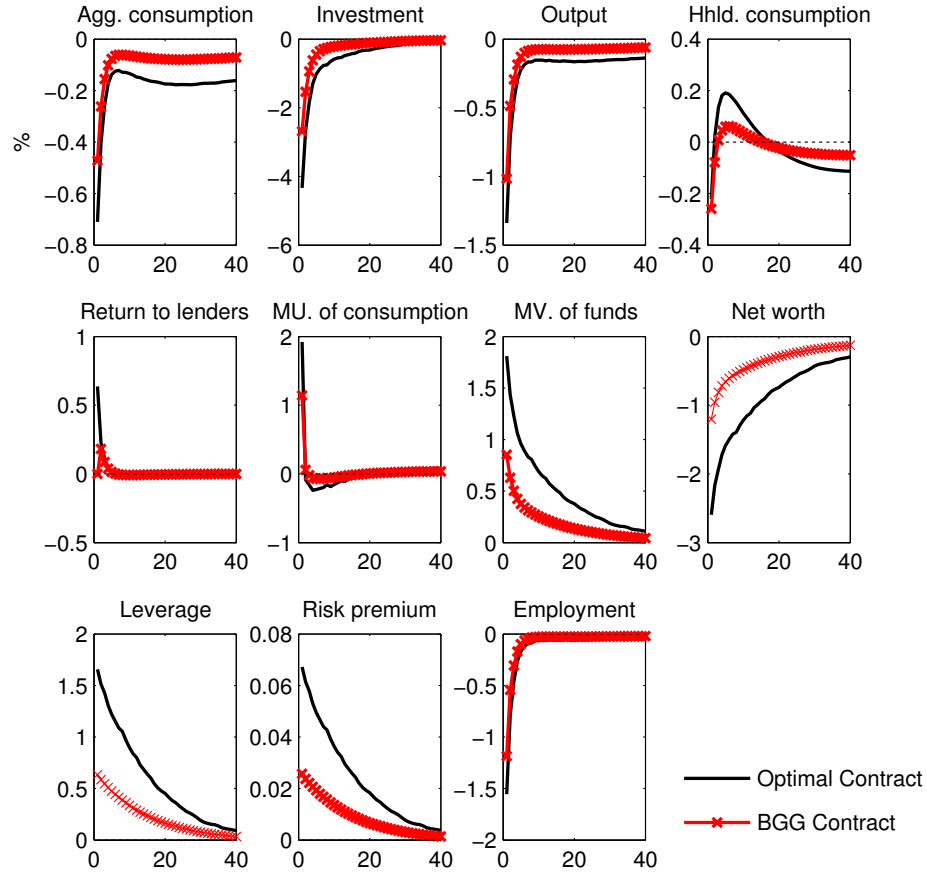 Agg. consumption
Investment
Output
Hhld. consumption
%
0
−0.2
−0.4
−0.6
−0.8
0 20 40
0
−2
−4
−6
0 20 40
0
−0.5
−1
−1.5
0 20 40
0.4
0.2
0
−0.2
−0.4
0 20 40
Return to lenders
MU. of consumption
MV. of funds
Net worth
1
0.5
0
−0.5
0 20 40
2
1
0
−1
0 20 40
2
1.5
1
0.5
0
0 20 40
0
−1
−2
−3
0 20 40
Leverage
Risk premium
Employment
2
1.5
1
0.5
0
0 20 40
0.08
0.06
0.04
0.02
0
0 20 40
0
−0.5
−1
−1.5
−2
0 20 40
Optimal Contract
BGG Contract